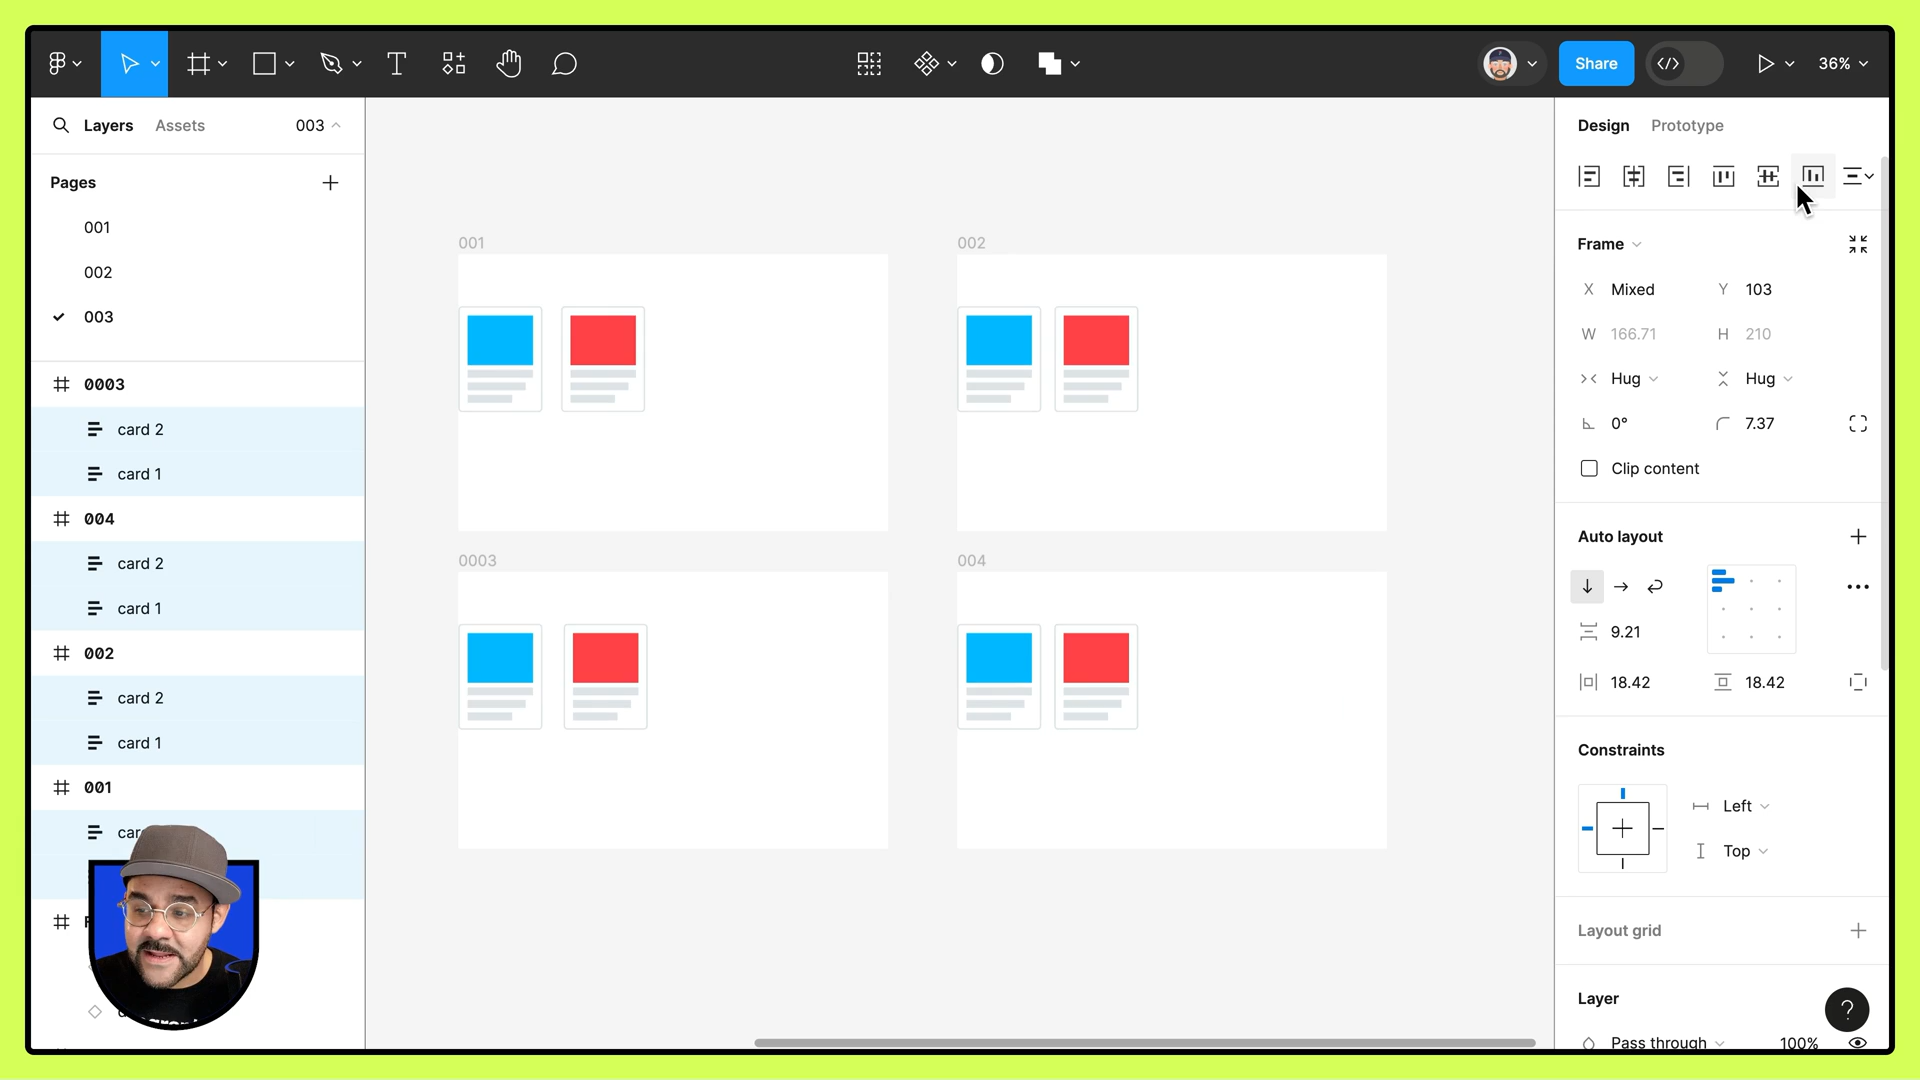 Share
36%
Layers
Assets
003
Pages
001
002
003
0003
card 2
card 1
004
card 2
card 1
002
card 2
card 1
001
001
002
0003
004
Design
Prototype
Frame
X Mixed
Y 103
W 166.71
H 210
Hug
Hug
0°
7.37
Clip content
Auto layout
9.21
18.42
18.42
Constraints
Left
Top
Layout grid
Layer
?
Pass through
100%